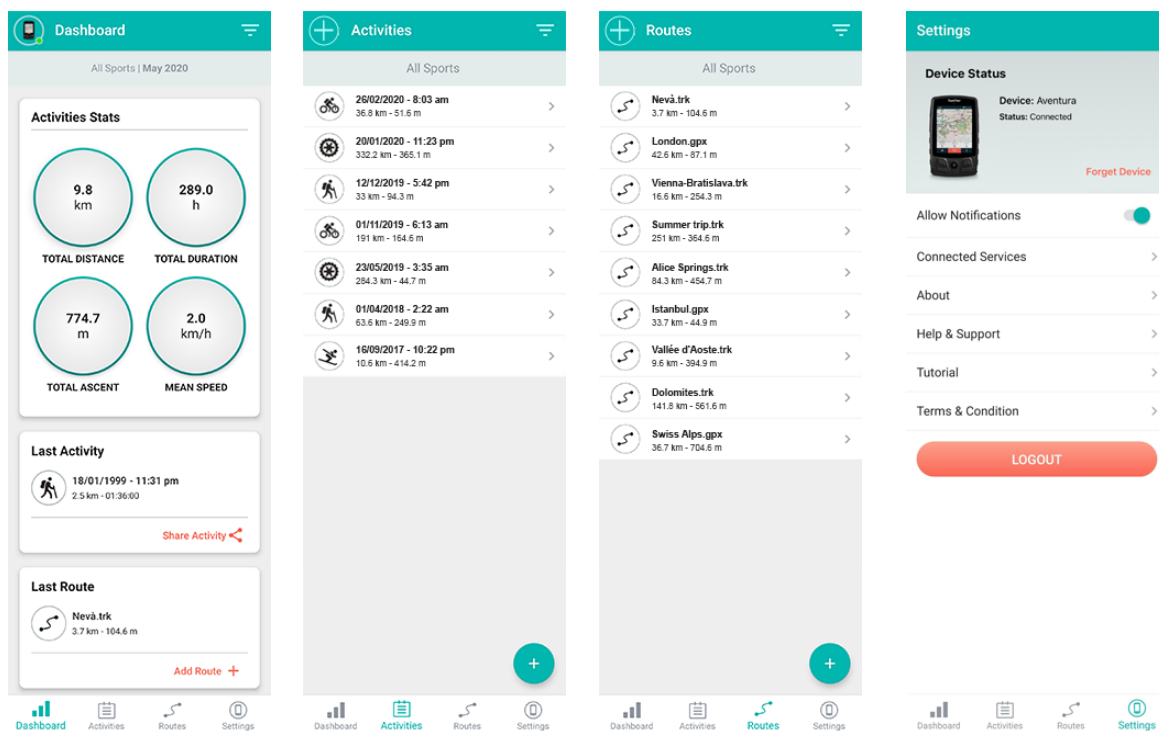 Dashboard
All Sports | May 2020
Activities Stats
9.8
km
289.0
h
TOTAL DISTANCE
TOTAL DURATION
774.7
m
2.0
km/h
TOTAL ASCENT
MEAN SPEED
Last Activity
18/01/1999 - 11:31 pm
2.5 km - 01:36:00
Share Activity
Last Route
Nevà.trk
3.7 km - 104.6 m
Add Route
Dashboard
Activities
Routes
Settings
Activities
All Sports
26/02/2020 - 8:03 am
36.8 km - 51.6 m
20/01/2020 - 11:23 pm
332.2 km - 365.1 m
12/12/2019 - 5:42 pm
33 km - 94.3 m
01/11/2019 - 6:13 am
191 km - 164.6 m
23/05/2019 - 3:35 am
284.3 km - 44.7 m
01/04/2018 - 2:22 am
63.6 km - 249.9 m
16/09/2017 - 10:22 pm
10.6 km - 414.2 m
Dashboard
Activities
Routes
Settings
Routes
All Sports
Nevà.trk
3.7 km - 104.6 m
London.gpx
42.6 km - 87.1 m
Vienna-Bratislava.trk
16.6 km - 254.3 m
Summer trip.trk
251 km - 364.6 m
Alice Springs.trk
84.3 km - 454.7 m
Istanbul.gpx
33.7 km - 44.9 m
Vallée d'Aoste.trk
9.6 km - 394.9 m
Dolomites.trk
141.8 km - 561.6 m
Swiss Alps.gpx
36.7 km - 704.6 m
Dashboard
Activities
Routes
Settings
Settings
Device Status
Device: Aventura
Status: Connected
Forget Device
Allow Notifications
Connected Services
About
Help & Support
Tutorial
Terms & Condition
LOGOUT
Dashboard
Activities
Routes
Settings